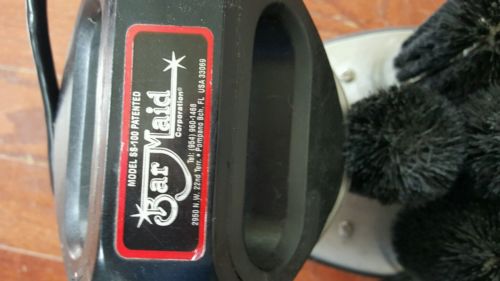 MODEL SS-100 PATENTED
Bar Maid
Corporation®
Tel: (954) 960-1468
2950 N.W. 22nd Terr. • Pompano Bch, FL USA 33069